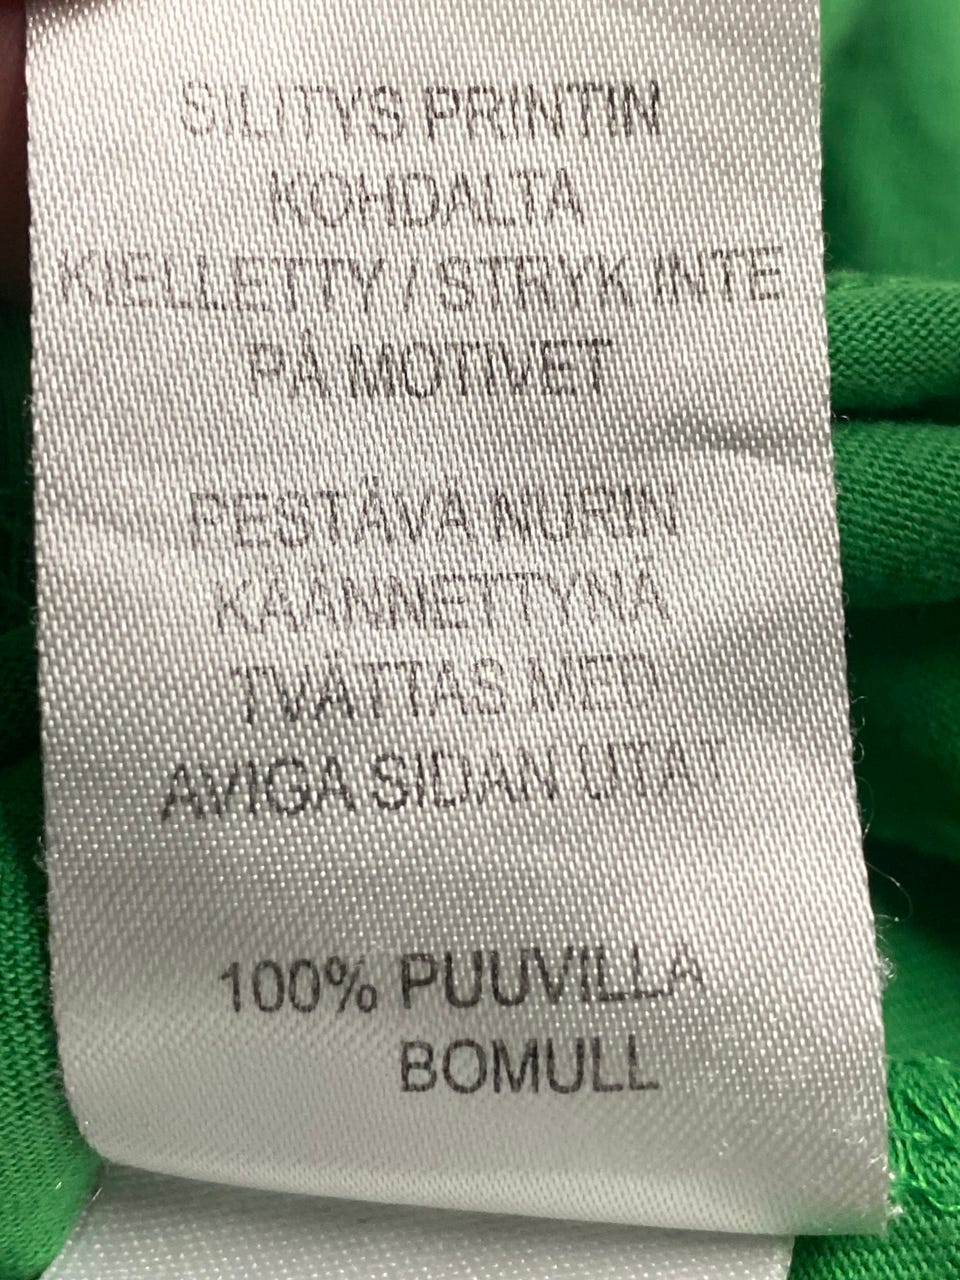 SILITYS PRINTIN
KOHDALTA
KIELLETTY / STRYK INTE
PÅ MOTIVET
PESTÄVÄ NURIN
KÄÄNNETTYNÄ
TVÄTTAS MED
AVIGA SIDAN UTÅT
100% PUUVILLA
BOMULL